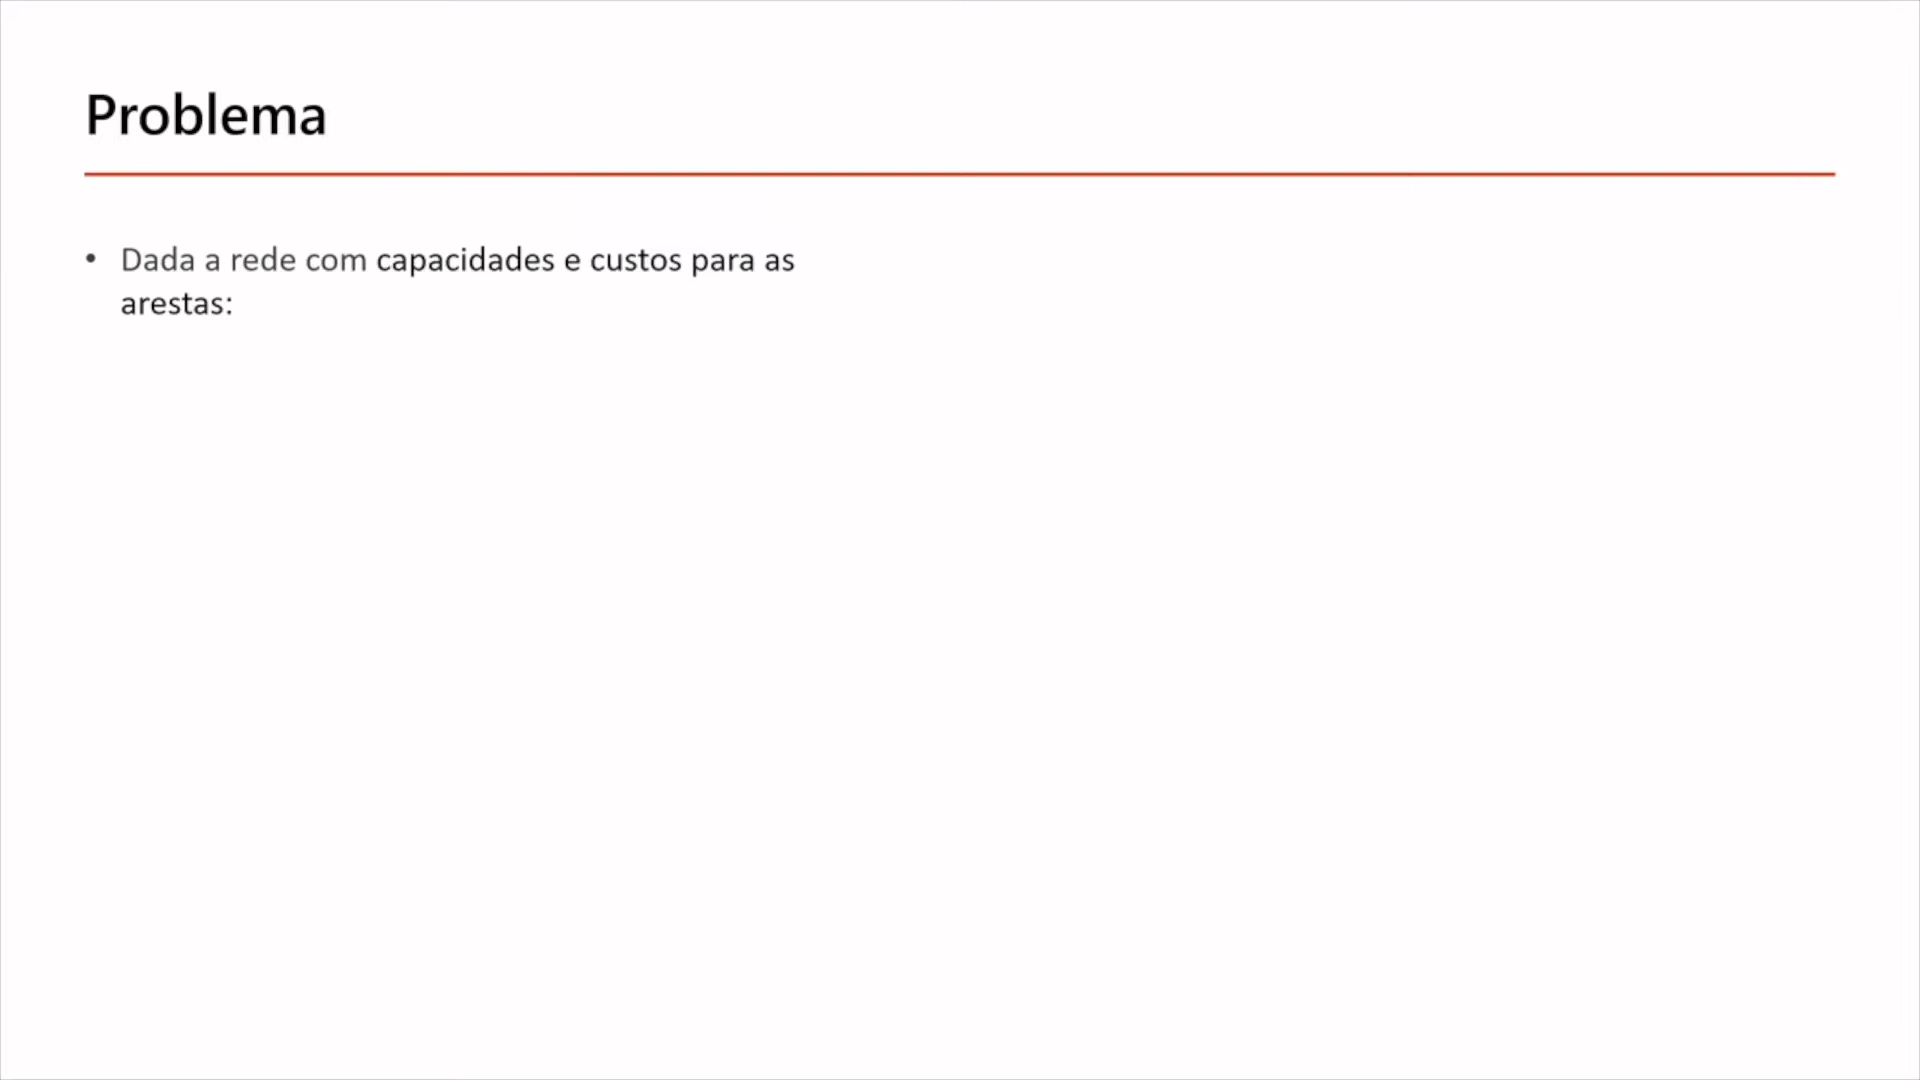 Problema
• Dada a rede com capacidades e custos para as
arestas: